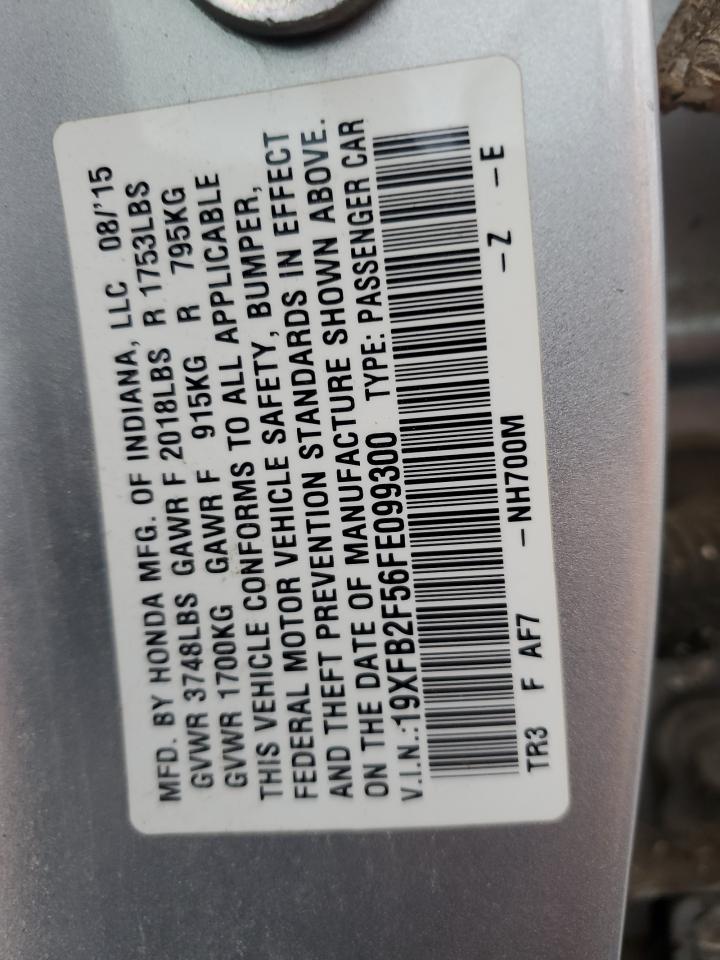 MFD. BY HONDA MFG. OF INDIANA, LLC 08/'15
GVWR 3748LBS GAWR F 2018LBS R 1753LBS
GVWR 1700KG GAWR F 915KG R 795KG
THIS VEHICLE CONFORMS TO ALL APPLICABLE
FEDERAL MOTOR VEHICLE SAFETY, BUMPER,
AND THEFT PREVENTION STANDARDS IN EFFECT
ON THE DATE OF MANUFACTURE SHOWN ABOVE.
V.I.N.:19XFB2F56FE099300 TYPE: PASSENGER CAR
TR3 F AF7 -NH700M -Z -E